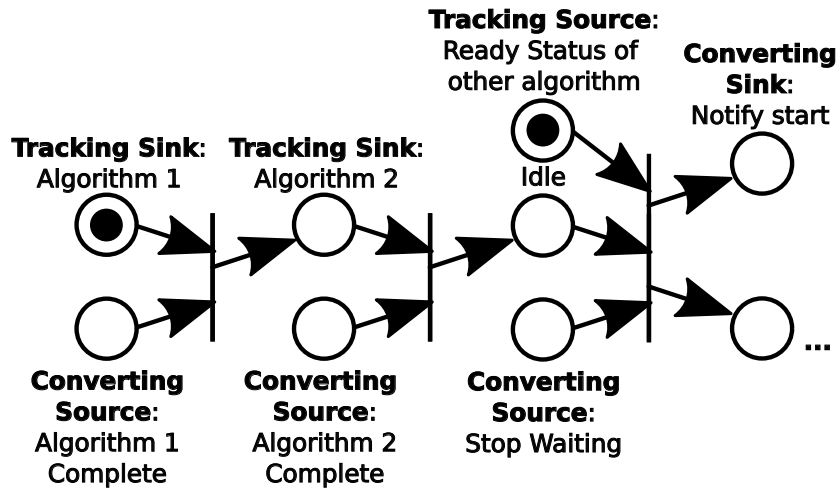 Tracking Source:
Ready Status of
other algorithm
Converting
Sink:
Notify start
Tracking Sink:
Algorithm 1
Tracking Sink:
Algorithm 2
Idle
...
Converting
Source:
Algorithm 1
Complete
Converting
Source:
Algorithm 2
Complete
Converting
Source:
Stop Waiting